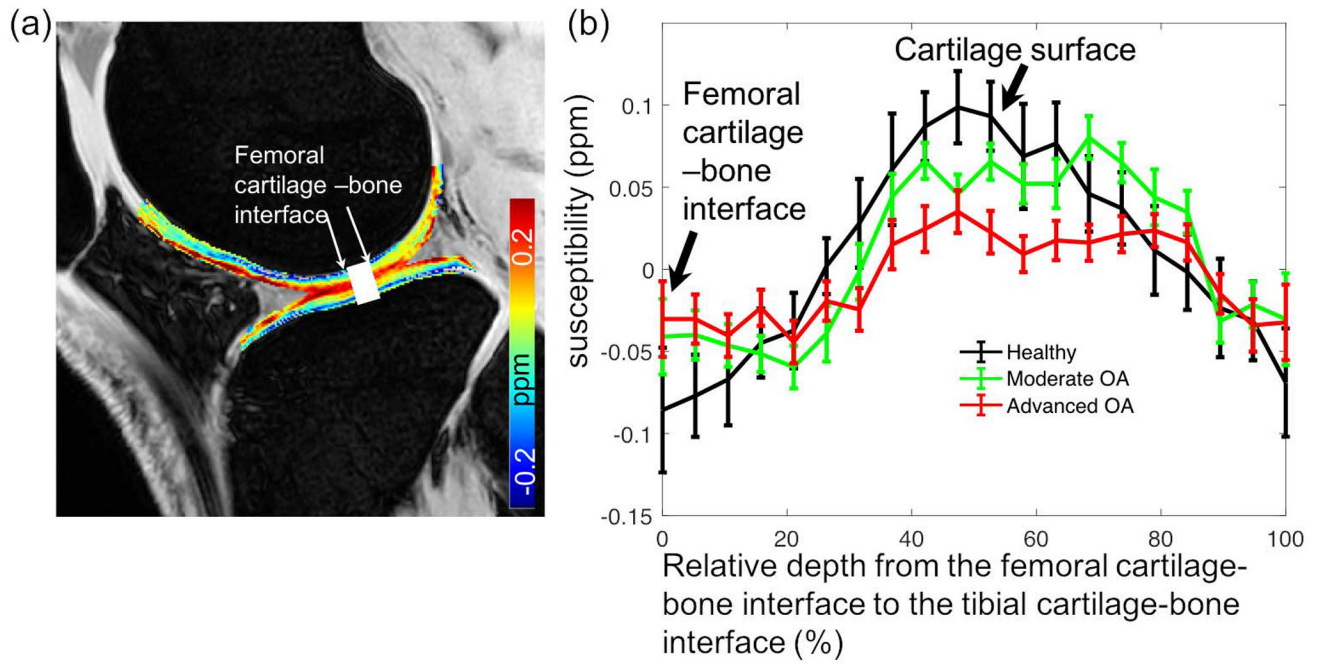 (a)
Femoral
cartilage –bone
interface
0.2
ppm
-0.2
(b)
Cartilage surface
Femoral
cartilage
–bone
interface
susceptibility (ppm)
0.1
0.05
0
-0.05
-0.1
-0.15
Healthy
Moderate OA
Advanced OA
0 20 40 60 80 100
Relative depth from the femoral cartilage-
bone interface to the tibial cartilage-bone
interface (%)